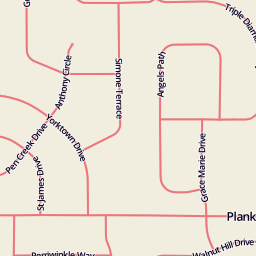 Triple Diam
Anthony Circle
Simone Terrace
Angels Path
Pen Creek Drive
Yorktown Drive
St James Drive
Grace Marie Drive
Plank
Periwinkle Way
Walnut Hill Drive